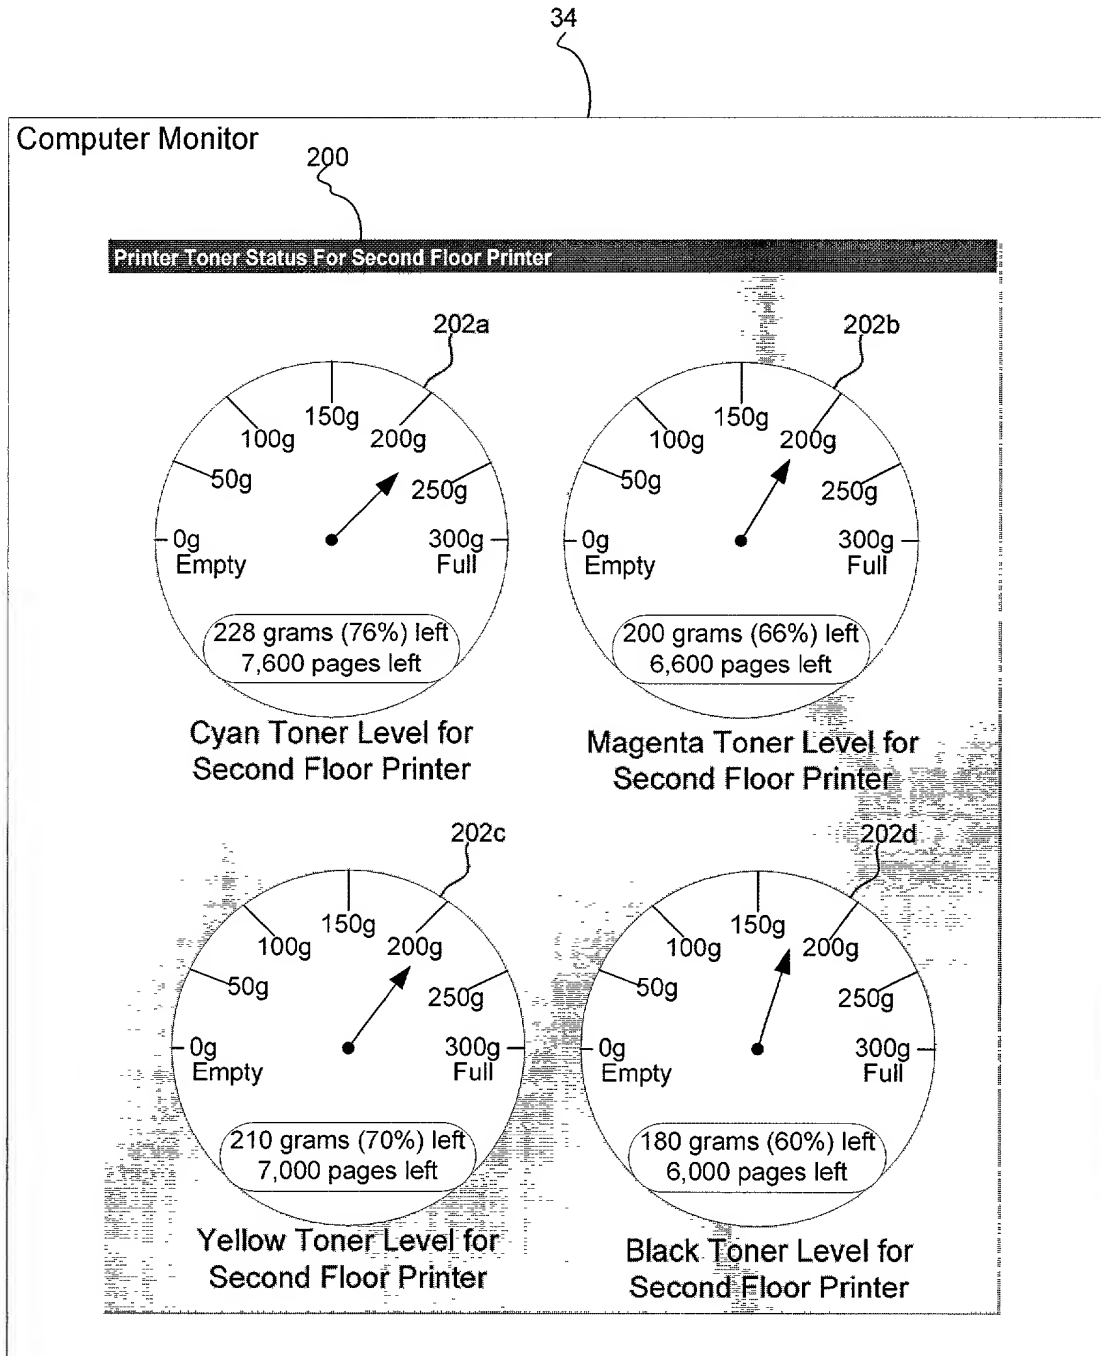 34
Computer Monitor
200
Printer Toner Status For Second Floor Printer
202a
202b
150g
100g
200g
50g
250g
0g
300g
Empty
Full
228 grams (76%) left
7,600 pages left
Cyan Toner Level for
Second Floor Printer
150g
100g
200g
50g
250g
0g
300g
Empty
Full
200 grams (66%) left
6,600 pages left
Magenta Toner Level for
Second Floor Printer
202c
202d
150g
100g
200g
50g
250g
0g
300g
Empty
Full
210 grams (70%) left
7,000 pages left
Yellow Toner Level for
Second Floor Printer
150g
100g
200g
50g
250g
0g
300g
Empty
Full
180 grams (60%) left
6,000 pages left
Black Toner Level for
Second Floor Printer